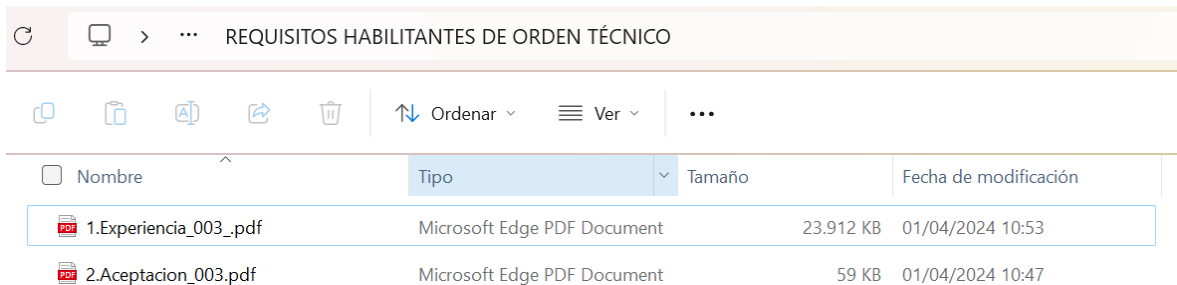 REQUISITOS HABILITANTES DE ORDEN TÉCNICO
Ordenar Ver
Nombre Tipo Tamaño Fecha de modificación
PDF 1.Experiencia_003_.pdf Microsoft Edge PDF Document 23.912 KB 01/04/2024 10:53
PDF 2.Aceptacion_003.pdf Microsoft Edge PDF Document 59 KB 01/04/2024 10:47